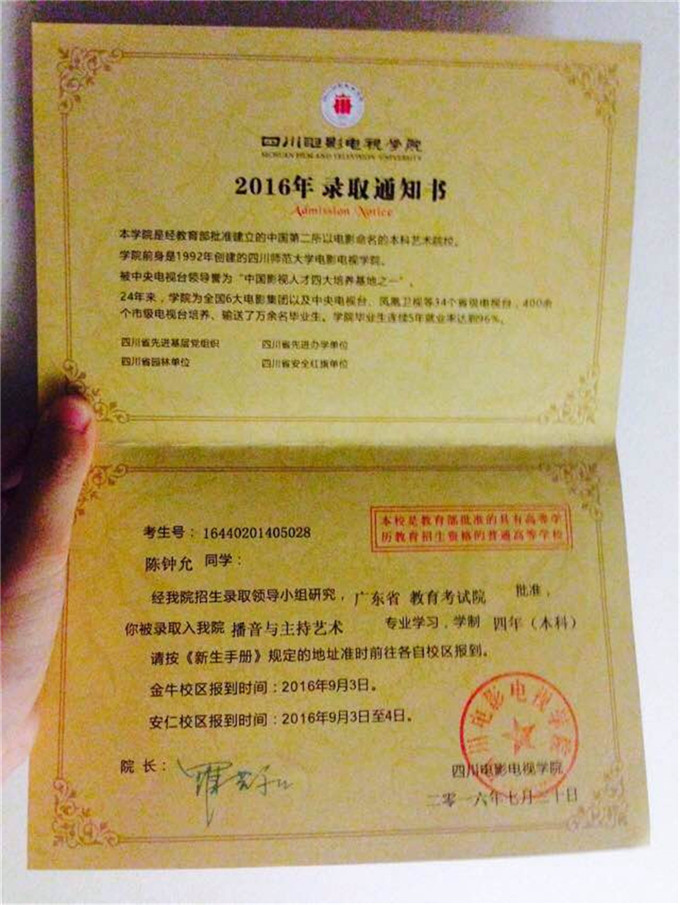 四川电影电视学院
SICHUAN FILM AND TELEVISION UNIVERSITY
2016年 录取通知书
Admission Notice
本学院是经教育部批准建立的中国第二所以电影命名的本科艺术院校。
学院前身是1992年创建的四川师范大学电影电视学院。
被中央电视台领导誉为“中国影视人才四大培养基地之一”。
24年来，学院为全国6大电影集团以及中央电视台、凤凰卫视等34个省级电视台，400余
个市级电视台培养、输送了万余名毕业生。学院毕业生连续5年就业率达到96%。
四川省先进基层党组织 四川省先进办学单位
四川省园林单位 四川省安全红旗单位
本校是教育部批准的具有高等学
历教育招生资格的普通高等学校
考生号：16440201405028
陈钟允 同学：
经我院招生录取领导小组研究，广东省 教育考试院 批准，
你被录取入我院 播音与主持艺术 专业学习，学制 四年（本科）
请按《新生手册》规定的地址准时前往各自校区报到。
金牛校区报到时间：2016年9月3日。
安仁校区报到时间：2016年9月3日至4日。
院 长：
四川电影电视学院
四川电影电视学院
二零一六年七月二十日